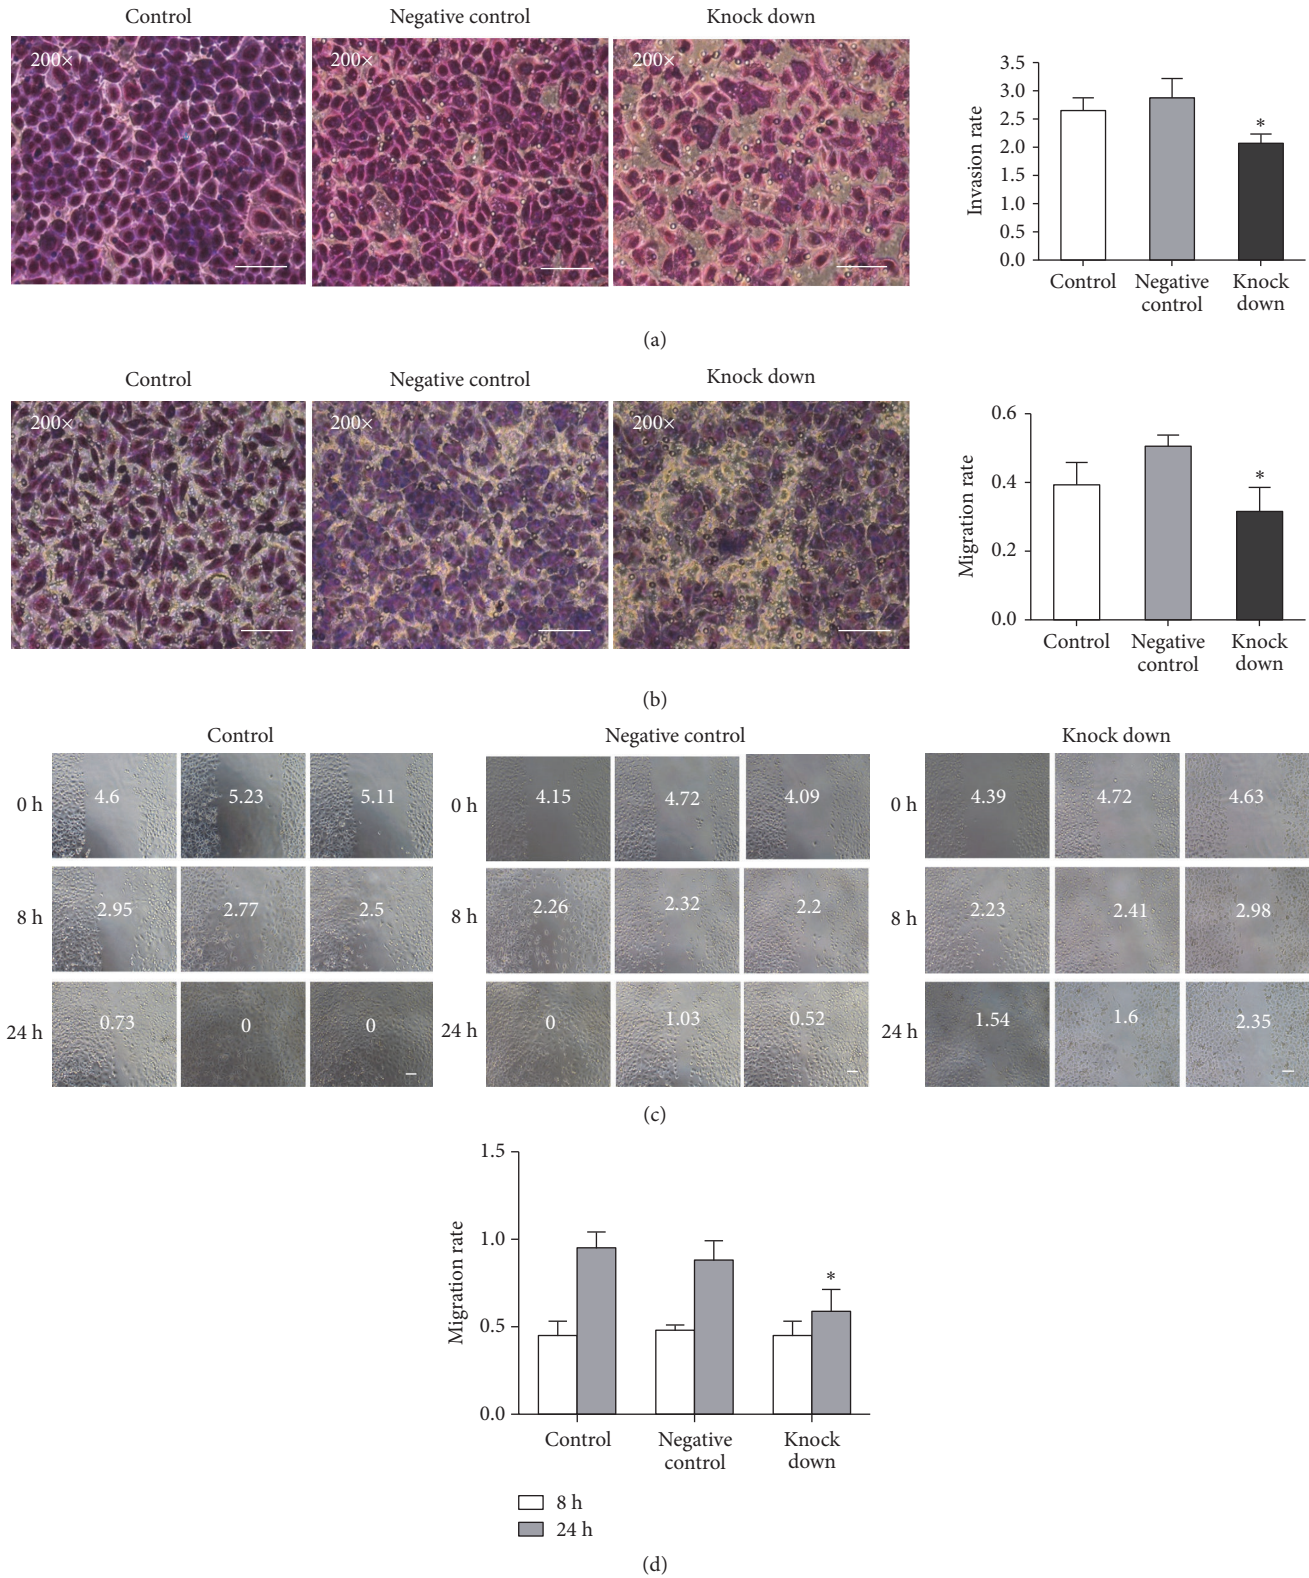 Control Negative control Knock down
200× 200× 200×
3.5
3.0
2.5
2.0
1.5
1.0
0.5
0.0
Invasion rate
*
Control Negative control Knock down
(a)
Control Negative control Knock down
200× 200× 200×
0.6
0.4
0.2
0.0
Migration rate
*
Control Negative control Knock down
(b)
Control Negative control Knock down
0 h 4.6 5.23 5.11 0 h 4.15 4.72 4.09 0 h 4.39 4.72 4.63
8 h 2.95 2.77 2.5 8 h 2.26 2.32 2.2 8 h 2.23 2.41 2.98
24 h 0.73 0 0 24 h 0 1.03 0.52 24 h 1.54 1.6 2.35
(c)
1.5
1.0
0.5
0.0
Migration rate
*
Control Negative control Knock down
8 h
24 h
(d)